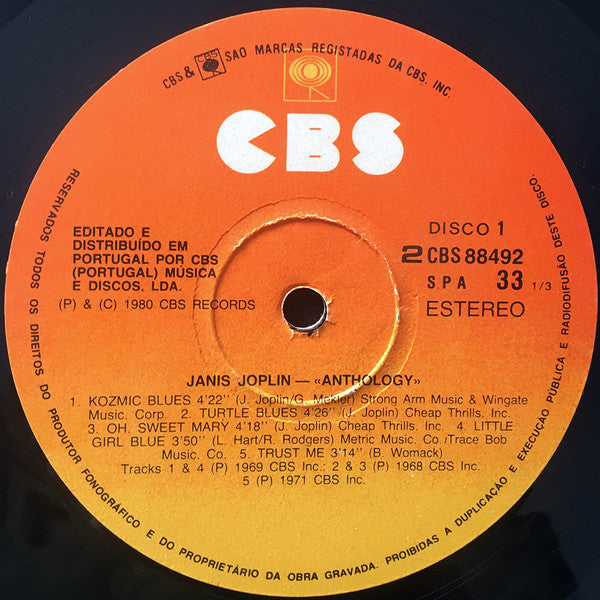 CBS & CBS SAO MARCAS REGISTADAS DA CBS. INC.
CBS
EDITADO E
DISTRIBUÍDO EM
PORTUGAL POR CBS
(PORTUGAL) MÚSICA
E DISCOS, LDA.
(P) & (C) 1980 CBS RECORDS
DISCO 1
2 CBS 88492
S.P.A 33 1/3
ESTEREO
JANIS JOPLIN — «ANTHOLOGY»
1. KOZMIC BLUES 4'22" (J. Joplin/G. Mekler) Strong Arm Music & Wingate
Music. Corp. 2. TURTLE BLUES 4'26" (J. Joplin) Cheap Thrills, Inc.
3. OH. SWEET MARY 4'18" (J. Joplin) Cheap Thrills, Inc. 4. LITTLE
GIRL BLUE 3'50" (L. Hart/R. Rodgers) Metric Music. Co./Trace Bob
Music, Co. 5. TRUST ME 3'14" (B. Womack)
Tracks 1 & 4 (P) 1969 CBS Inc.: 2 & 3 (P) 1968 CBS Inc.
5 (P) 1971 CBS Inc.
RESERVADOS TODOS OS DIREITOS DO PRODUTOR FONOGRÁFICO E DO PROPRIETÁRIO DA OBRA GRAVADA. PROIBIDAS A DUPLICAÇÃO E EXECUÇÃO PÚBLICA E RADIODIFUSÃO DESTE DISCO.